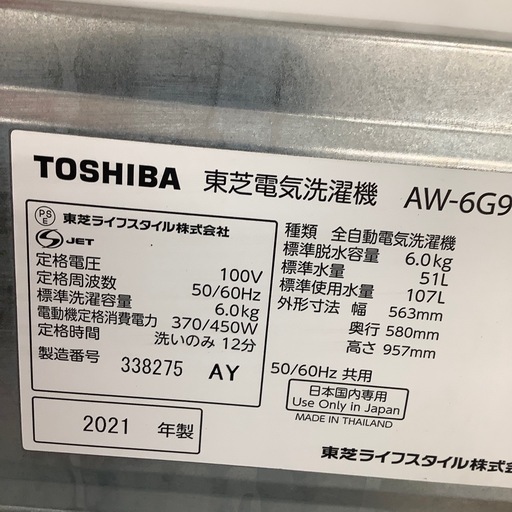 TOSHIBA 東芝電気洗濯機 AW-6G9
PSE 東芝ライフスタイル株式会社
JET
定格電圧 100V
定格周波数 50/60Hz
標準洗濯容量 6.0kg
電動機定格消費電力 370/450W
定格時間 洗いのみ 12分
製造番号 338275 AY
2021 年製
種類 全自動電気洗濯機
標準脱水容量 6.0kg
標準水量 51L
標準使用水量 107L
外形寸法 幅 563mm
奥行 580mm
高さ 957mm
50/60Hz 共用
日本国内専用
Use Only in Japan
MADE IN THAILAND
東芝ライフスタイル株式会